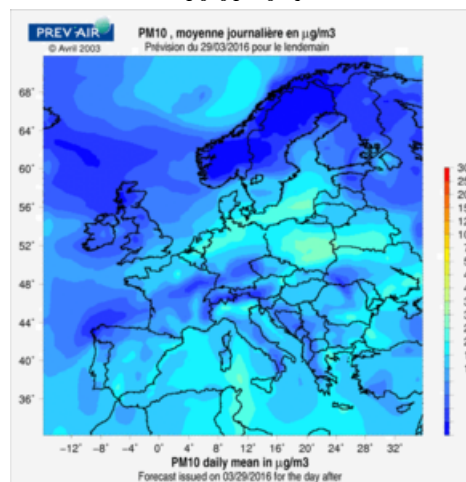 PREV'AIR
© Avril 2003
PM10 , moyenne journalière en µg/m3
Prévision du 29/03/2016 pour le lendemain
68°
64°
60°
56°
52°
48°
44°
40°
36°
-12° -8° -4° 0° 4° 8° 12° 16° 20° 24° 28° 32°
PM10 daily mean in µg/m3
Forecast issued on 03/29/2016 for the day after